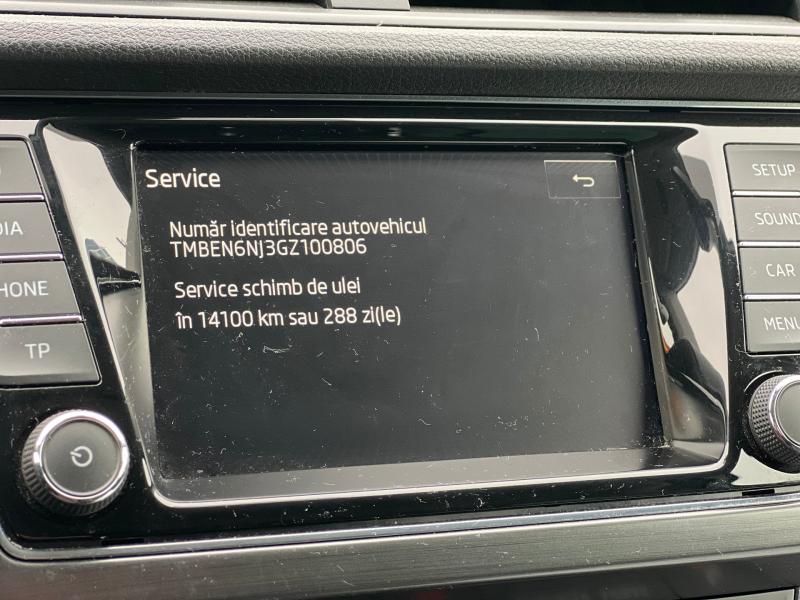 Service
Număr identificare autovehicul
TMBEN6NJ3GZ100806
Service schimb de ulei
în 14100 km sau 288 zi(le)
DIA
HONE
TP
SETUP
SOUND
CAR
MENU